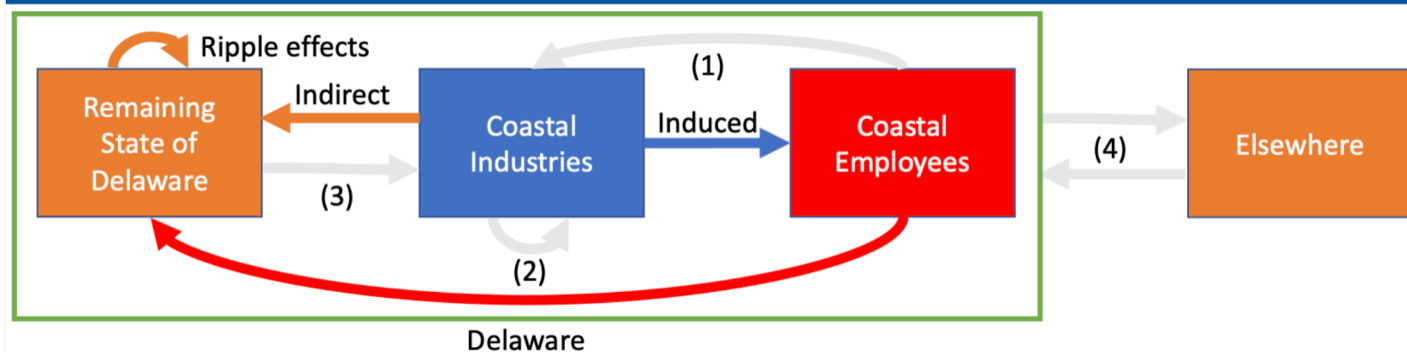 Ripple effects
Remaining
State of
Delaware
Indirect
(3)
Coastal
Industries
(2)
Induced
(1)
Coastal
Employees
(4)
Elsewhere
Delaware